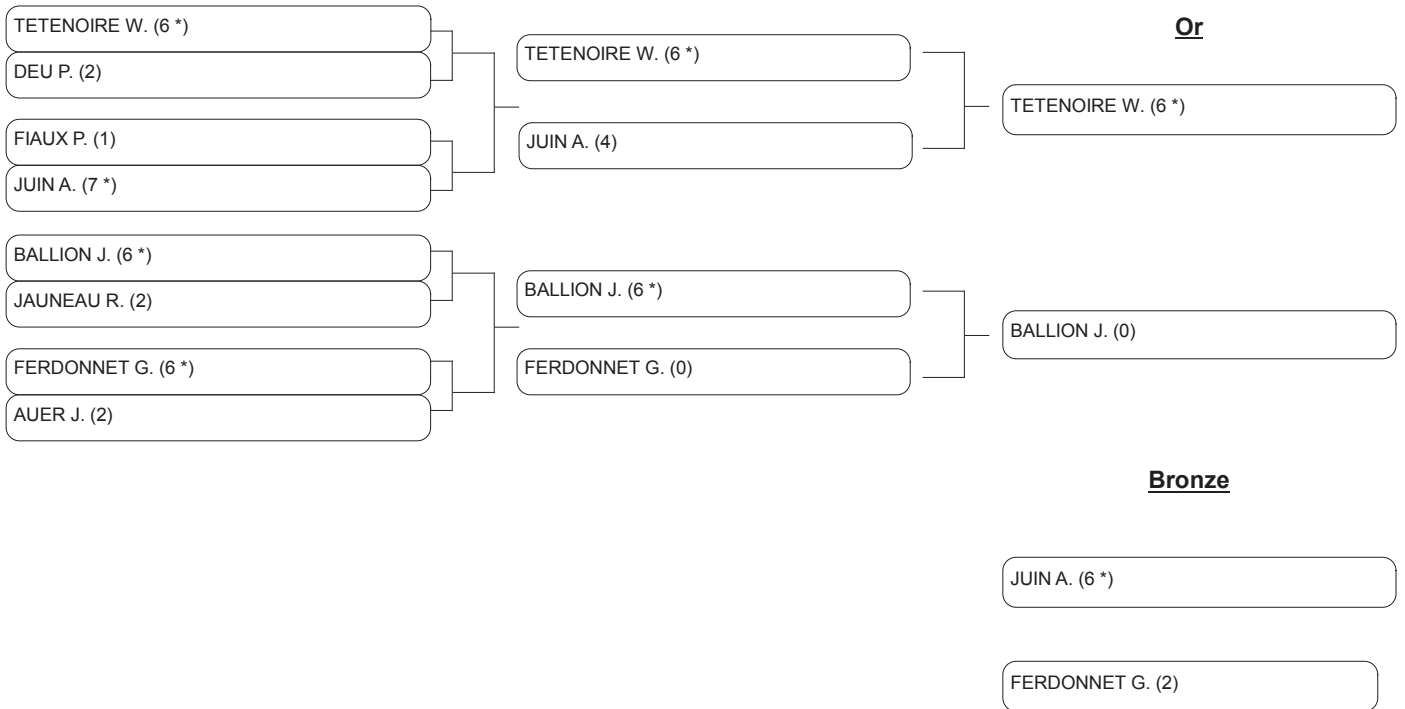 TETENOIRE W. (6 *)
DEU P. (2)
FIAUX P. (1)
JUIN A. (7 *)
BALLION J. (6 *)
JAUNEAU R. (2)
FERDONNET G. (6 *)
AUER J. (2)
TETENOIRE W. (6 *)
JUIN A. (4)
BALLION J. (6 *)
FERDONNET G. (0)
Or
TETENOIRE W. (6 *)
BALLION J. (0)
Bronze
JUIN A. (6 *)
FERDONNET G. (2)